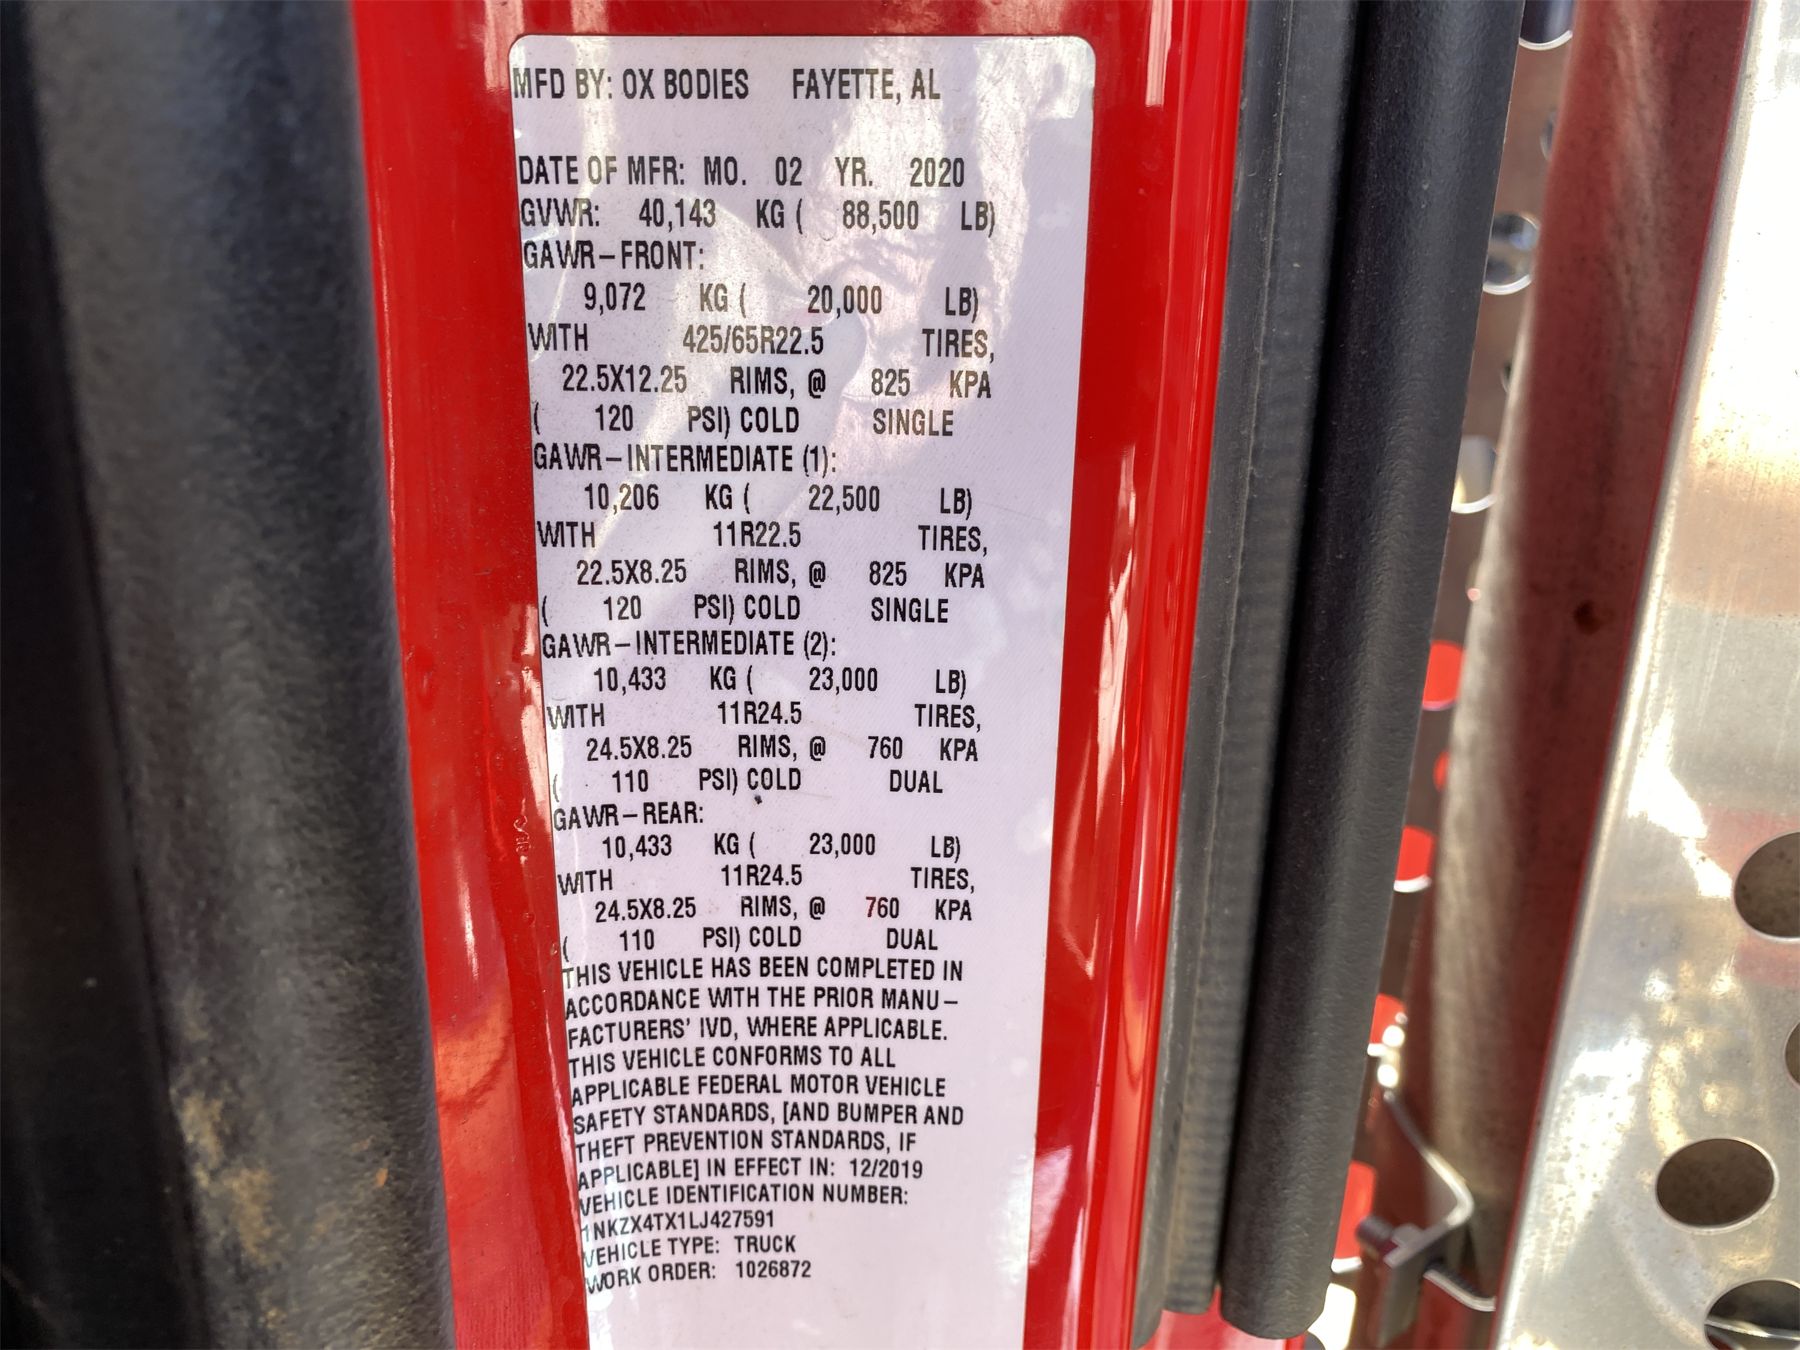 MFD BY: OX BODIES FAYETTE, AL
DATE OF MFR: MO. 02 YR. 2020
GVWR: 40,143 KG ( 88,500 LB)
GAWR-FRONT:
9,072 KG ( 20,000 LB)
WITH 425/65R22.5 TIRES,
22.5X12.25 RIMS, @ 825 KPA
( 120 PSI) COLD SINGLE
GAWR-INTERMEDIATE (1):
10,206 KG ( 22,500 LB)
WITH 11R22.5 TIRES,
22.5X8.25 RIMS, @ 825 KPA
( 120 PSI) COLD SINGLE
GAWR-INTERMEDIATE (2):
10,433 KG ( 23,000 LB)
WITH 11R24.5 TIRES,
24.5X8.25 RIMS, @ 760 KPA
( 110 PSI) COLD DUAL
GAWR-REAR:
10,433 KG ( 23,000 LB)
WITH 11R24.5 TIRES,
24.5X8.25 RIMS, @ 760 KPA
( 110 PSI) COLD DUAL
THIS VEHICLE HAS BEEN COMPLETED IN
ACCORDANCE WITH THE PRIOR MANU-
FACTURERS' IVD, WHERE APPLICABLE.
THIS VEHICLE CONFORMS TO ALL
APPLICABLE FEDERAL MOTOR VEHICLE
SAFETY STANDARDS, [AND BUMPER AND
THEFT PREVENTION STANDARDS, IF
APPLICABLE] IN EFFECT IN: 12/2019
VEHICLE IDENTIFICATION NUMBER:
1NKZX4TX1LJ427591
VEHICLE TYPE: TRUCK
WORK ORDER: 1026872